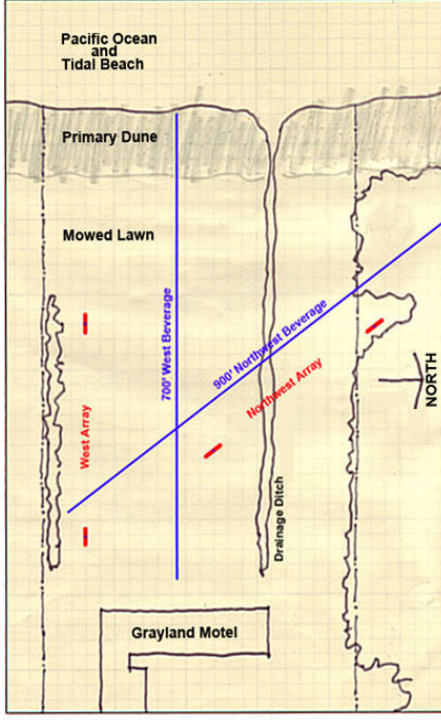 Pacific Ocean
and
Tidal Beach
Primary Dune
Mowed Lawn
700' West Beverage
900' Northwest Beverage
Northwest Array
West Array
NORTH
Drainage Ditch
Grayland Motel